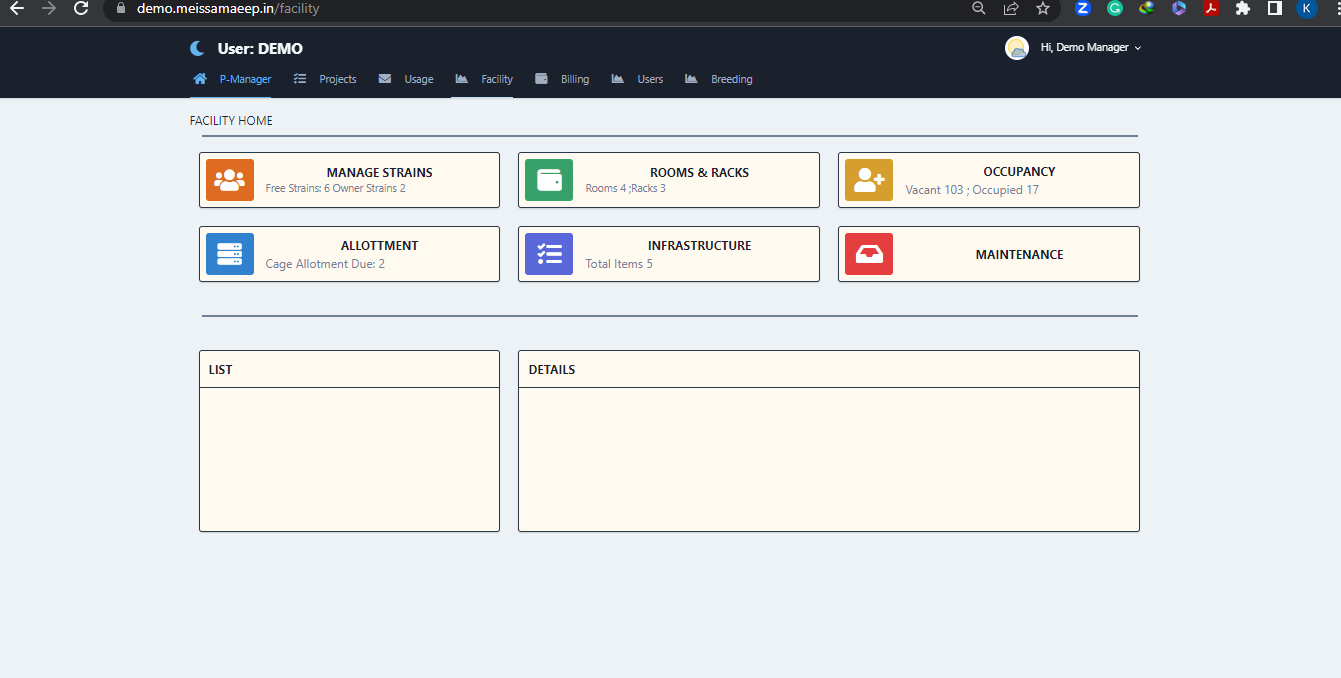 demo.meissamaeep.in/facility
User: DEMO
Hi, Demo Manager
P-Manager Projects Usage Facility Billing Users Breeding
FACILITY HOME
MANAGE STRAINS
Free Strains: 6 Owner Strains 2
ROOMS & RACKS
Rooms 4 ;Racks 3
OCCUPANCY
Vacant 103 ; Occupied 17
ALLOTTMENT
Cage Allotment Due: 2
INFRASTRUCTURE
Total Items 5
MAINTENANCE
LIST
DETAILS
Z
G
K